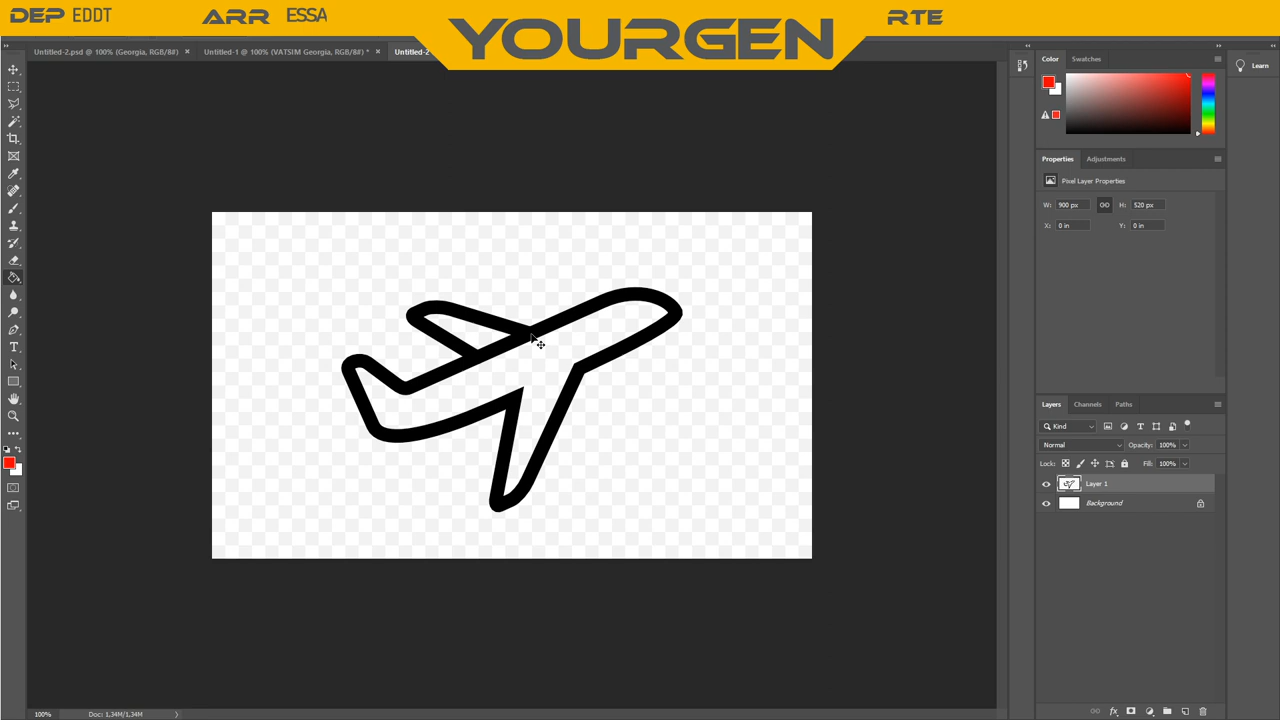 DEP EDDT
ARR ESSA
YOURGEN
RTE
Untitled-2.psd @ 100% (Georgia, RGB/8#) ×
Untitled-1 @ 100% (VATSIM Georgia, RGB/8#) * ×
Untitled-2
Color
Swatches
Learn
Properties
Adjustments
Pixel Layer Properties
W: 900 px
H: 520 px
X: 0 in
Y: 0 in
Layers
Channels
Paths
Kind
Normal
Opacity: 100%
Lock:
Fill: 100%
Layer 1
Background
100%
Doc: 1,34M/1,34M